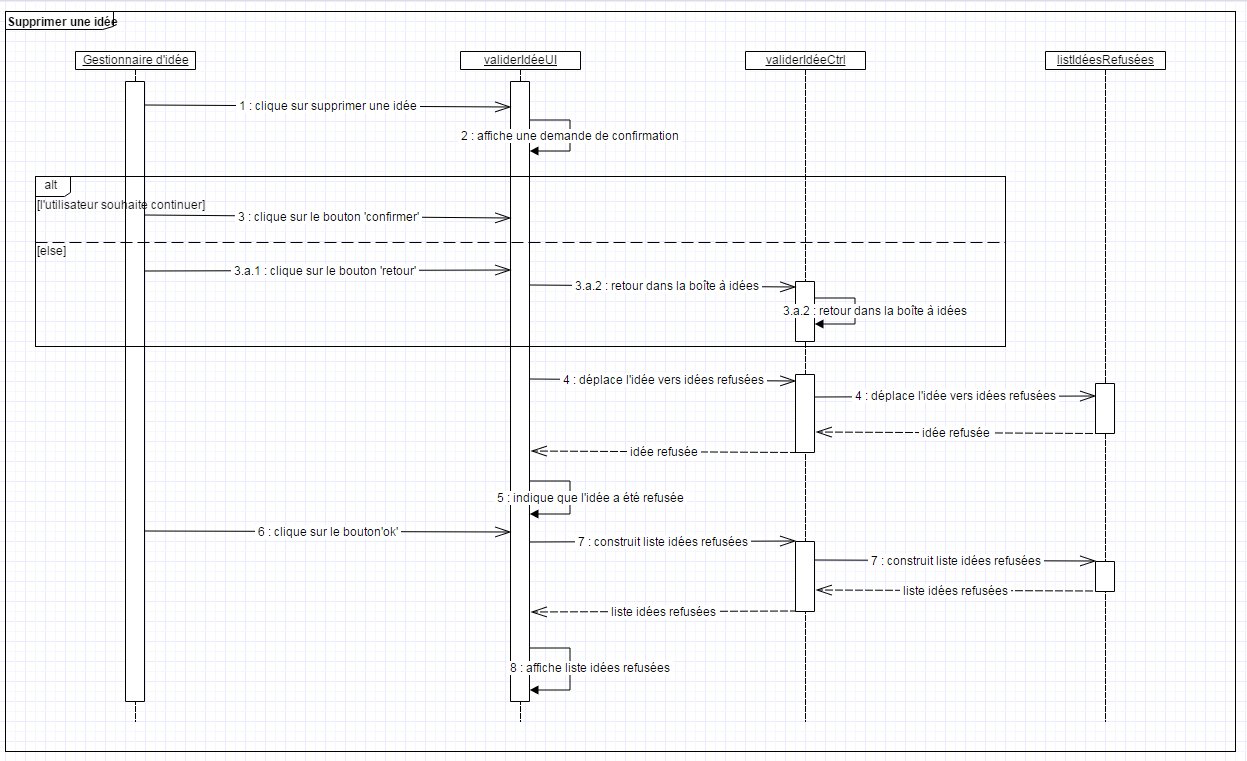 Supprimer une idée
Gestionnaire d'idée
validerIdéeUI
validerIdéeCtrl
listIdéesRefusées
1 : clique sur supprimer une idée
2 : affiche une demande de confirmation
alt
[l'utilisateur souhaite continuer]
3 : clique sur le bouton 'confirmer'
[else]
3.a.1 : clique sur le bouton 'retour'
3.a.2 : retour dans la boîte à idées
3.a.2 : retour dans la boîte à idées
4 : déplace l'idée vers idées refusées
4 : déplace l'idée vers idées refusées
idée refusée
idée refusée
5 : indique que l'idée a été refusée
6 : clique sur le bouton'ok'
7 : construit liste idées refusées
7 : construit liste idées refusées
liste idées refusées
liste idées refusées
8 : affiche liste idées refusées